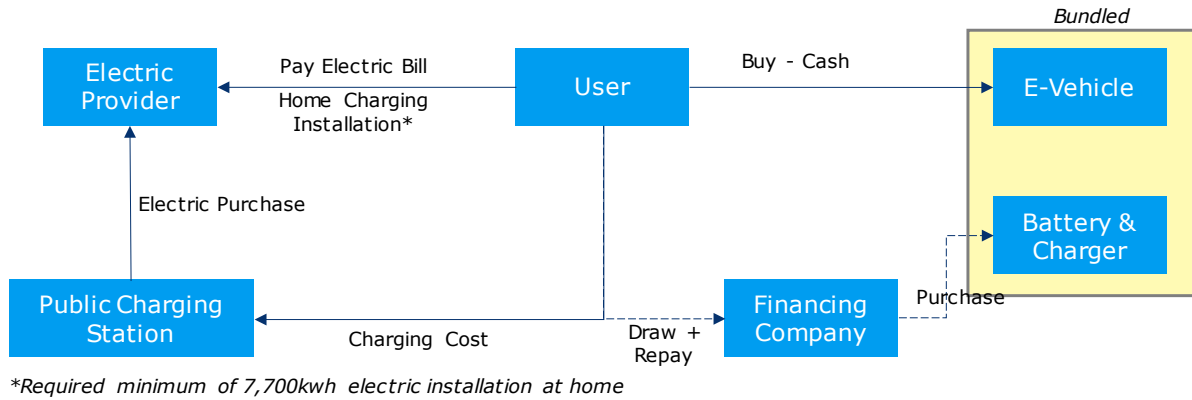 Bundled
Electric
Provider
Pay Electric Bill
Home Charging
Installation*
User
Buy - Cash
E-Vehicle
Electric Purchase
Battery &
Charger
Public Charging
Station
Charging Cost
Draw +
Repay
Financing
Company
Purchase
*Required minimum of 7,700kwh electric installation at home